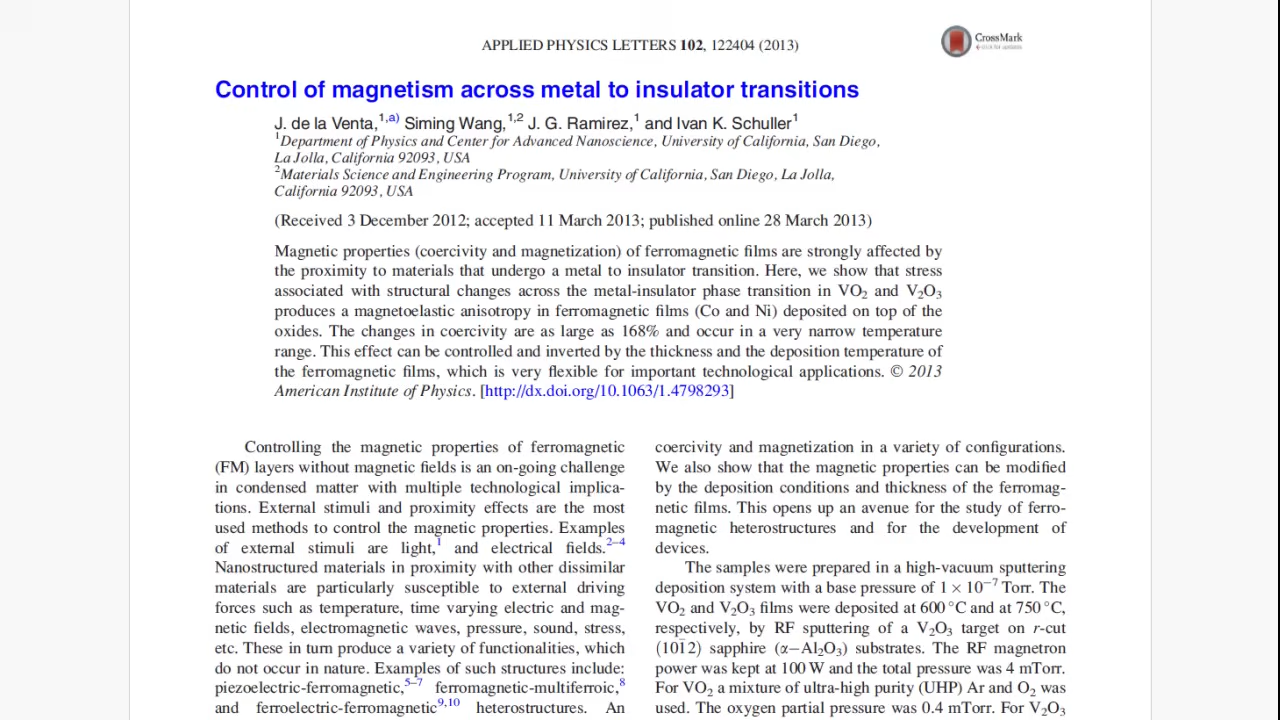 APPLIED PHYSICS LETTERS 102, 122404 (2013)
CrossMark
Control of magnetism across metal to insulator transitions
J. de la Venta,1,a) Siming Wang,1,2 J. G. Ramirez,1 and Ivan K. Schuller1
1Department of Physics and Center for Advanced Nanoscience, University of California, San Diego,
La Jolla, California 92093, USA
2Materials Science and Engineering Program, University of California, San Diego, La Jolla,
California 92093, USA
(Received 3 December 2012; accepted 11 March 2013; published online 28 March 2013)
Magnetic properties (coercivity and magnetization) of ferromagnetic films are strongly affected by
the proximity to materials that undergo a metal to insulator transition. Here, we show that stress
associated with structural changes across the metal-insulator phase transition in VO2 and V2O3
produces a magnetoelastic anisotropy in ferromagnetic films (Co and Ni) deposited on top of the
oxides. The changes in coercivity are as large as 168% and occur in a very narrow temperature
range. This effect can be controlled and inverted by the thickness and the deposition temperature of
the ferromagnetic films, which is very flexible for important technological applications. © 2013
American Institute of Physics. [http://dx.doi.org/10.1063/1.4798293]
Controlling the magnetic properties of ferromagnetic
(FM) layers without magnetic fields is an on-going challenge
in condensed matter with multiple technological implica-
tions. External stimuli and proximity effects are the most
used methods to control the magnetic properties. Examples
of external stimuli are light,1 and electrical fields.2–4
Nanostructured materials in proximity with other dissimilar
materials are particularly susceptible to external driving
forces such as temperature, time varying electric and mag-
netic fields, electromagnetic waves, pressure, sound, stress,
etc. These in turn produce a variety of functionalities, which
do not occur in nature. Examples of such structures include:
piezoelectric-ferromagnetic,5–7 ferromagnetic-multiferroic,8
and ferroelectric-ferromagnetic9,10 heterostructures. An
coercivity and magnetization in a variety of configurations.
We also show that the magnetic properties can be modified
by the deposition conditions and thickness of the ferromag-
netic films. This opens up an avenue for the study of ferro-
magnetic heterostructures and for the development of
devices.
The samples were prepared in a high-vacuum sputtering
deposition system with a base pressure of 1 × 10−7 Torr. The
VO2 and V2O3 films were deposited at 600 °C and at 750 °C,
respectively, by RF sputtering of a V2O3 target on r-cut
(101̄2) sapphire (α−Al2O3) substrates. The RF magnetron
power was kept at 100 W and the total pressure was 4 mTorr.
For VO2 a mixture of ultra-high purity (UHP) Ar and O2 was
used. The oxygen partial pressure was 0.4 mTorr. For V2O3